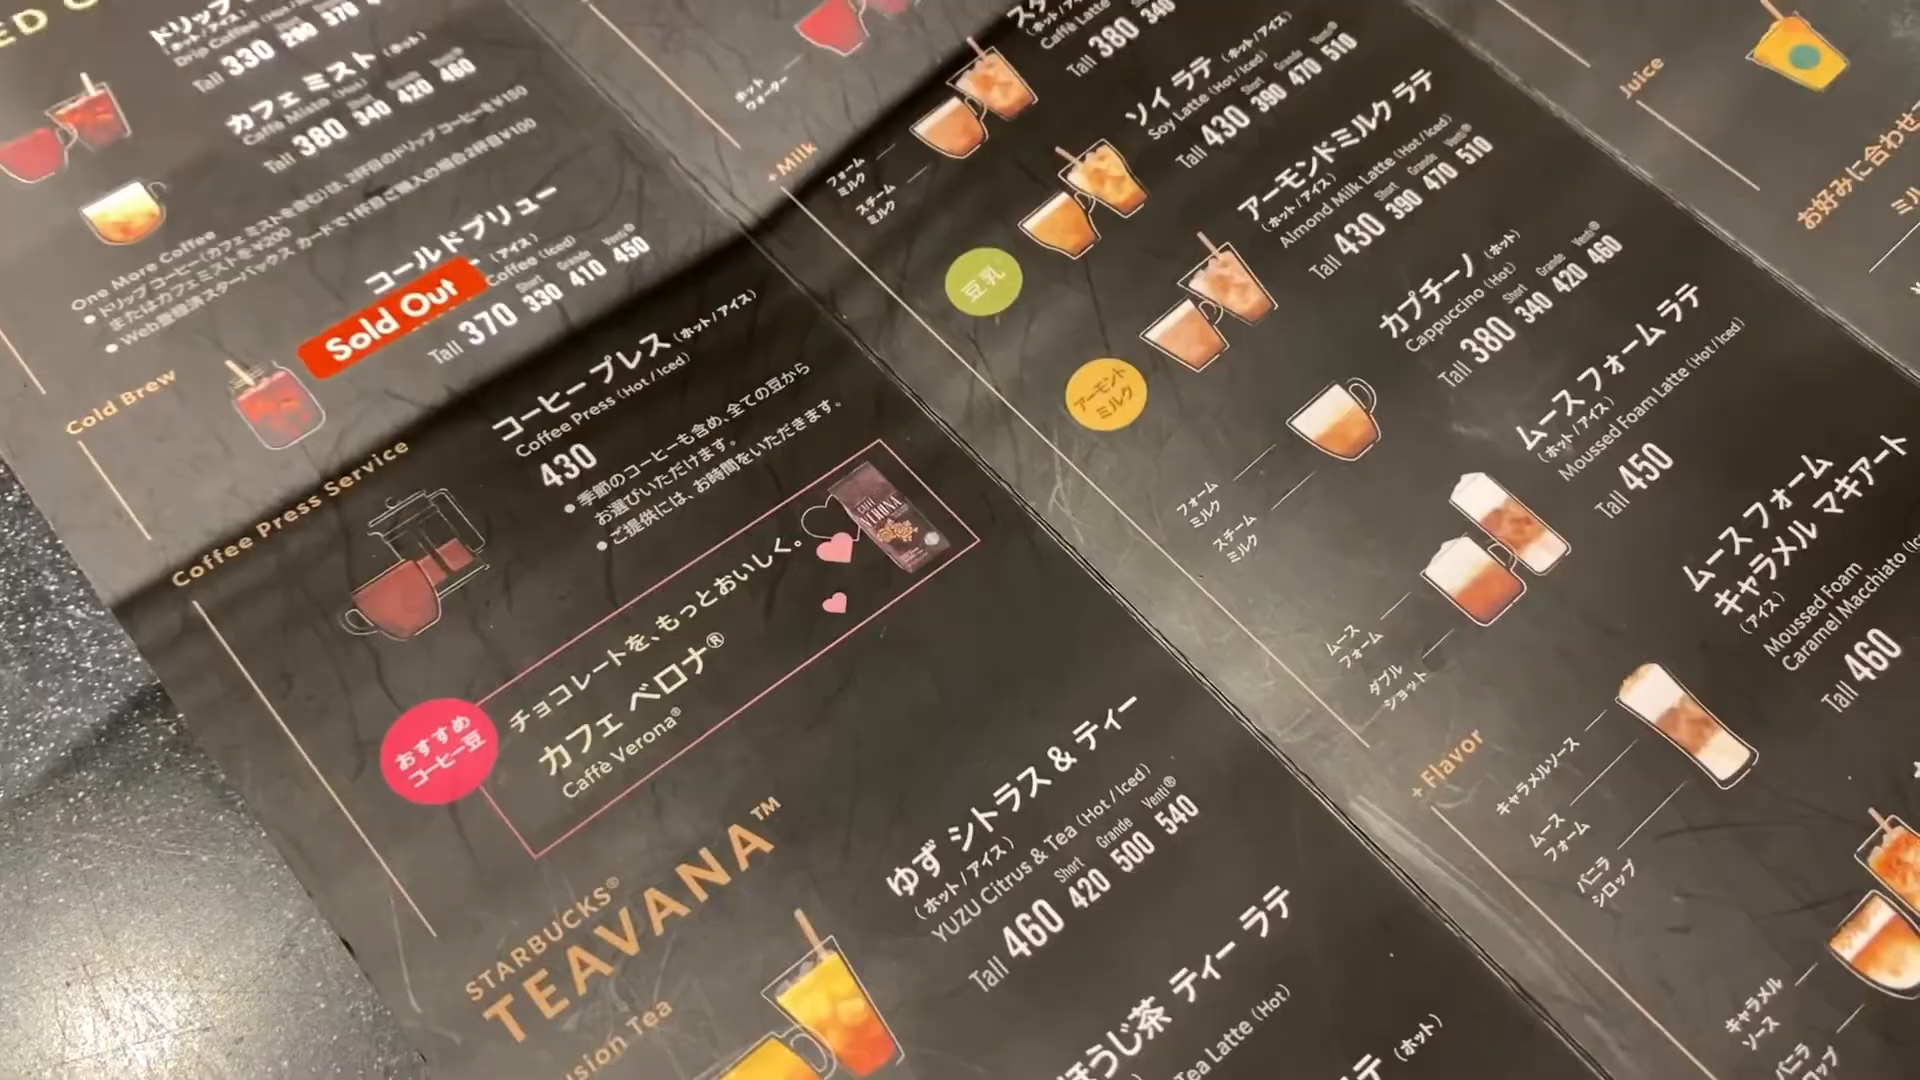 Tall 330
カフェ ミスト (ホット)
Caffè Misto (Hot)
Tall 380 340 420 460
One More Coffee
コールドブリュー
(アイス)
Coffee (Iced)
Sold Out
Short Grande Venti®
Tall 370 330 410 450
Cold Brew
Coffee Press Service
コーヒー プレス (ホット / アイス)
Coffee Press (Hot / Iced)
430
● 季節のコーヒーも含め、全ての豆から
お選びいただけます。
● ご提供には、お時間をいただきます。
おすすめ
コーヒー豆
チョコレートを、もっとおいしく。
カフェ ベロナ®
Caffè Verona®
VERONA
STARBUCKS®
TEAVANA™
Tea
ゆず シトラス & ティー
(ホット / アイス)
YUZU Citrus & Tea (Hot / Iced)
Short Grande Venti®
Tall 460 420 500 540
ほうじ茶 ティー ラテ
Tea Latte (Hot)
(ホット)
ホット
ウォーター
+Milk
フォーム
ミルク
スチーム
ミルク
Caffè Latte
Tall 380 340
ソイ ラテ (ホット / アイス)
Soy Latte (Hot / Iced)
Short Grande Venti®
Tall 430 390 470 510
豆乳
アーモンドミルク ラテ
(ホット / アイス)
Almond Milk Latte (Hot / Iced)
Short Grande Venti®
Tall 430 390 470 510
アーモンド
ミルク
カプチーノ (ホット)
Cappuccino (Hot)
Short Grande Venti®
Tall 380 340 420 460
フォーム
ミルク
スチーム
ミルク
ムース フォーム ラテ
(ホット / アイス)
Moussed Foam Latte (Hot / Iced)
Tall 450
ムース
フォーム
ダブル
ショット
+Flavor
ムース フォーム
キャラメル マキアート
(アイス)
Moussed Foam
Caramel Macchiato
Tall 460
キャラメルソース
ムース
フォーム
バニラ
シロップ
キャラメル
ソース
バニラ
Juice
お好みに合わせ